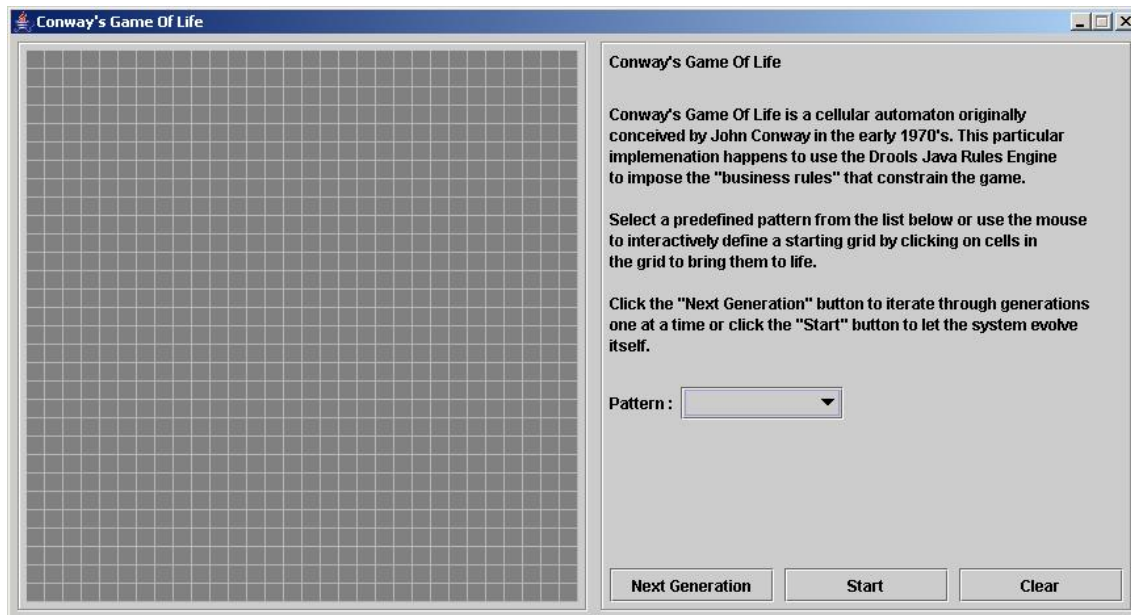 Conway's Game Of Life
Conway's Game Of Life
Conway's Game Of Life is a cellular automaton originally
conceived by John Conway in the early 1970's. This particular
implemenation happens to use the Drools Java Rules Engine
to impose the "business rules" that constrain the game.
Select a predefined pattern from the list below or use the mouse
to interactively define a starting grid by clicking on cells in
the grid to bring them to life.
Click the "Next Generation" button to iterate through generations
one at a time or click the "Start" button to let the system evolve
itself.
Pattern :
Next Generation Start Clear